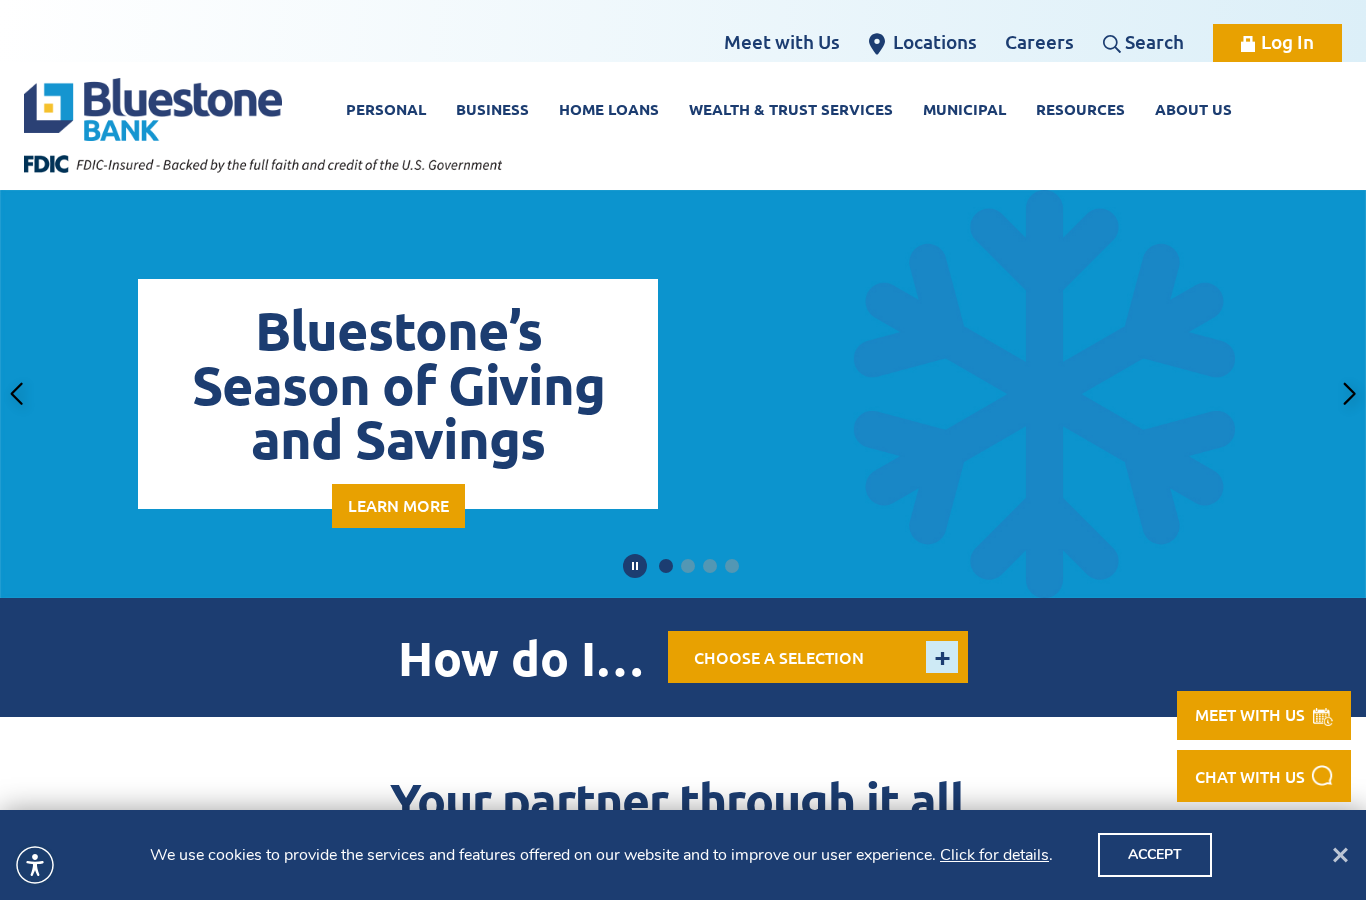 Meet with Us
Locations
Careers
Search
Log In
Bluestone
BANK
PERSONAL
BUSINESS
HOME LOANS
WEALTH & TRUST SERVICES
MUNICIPAL
RESOURCES
ABOUT US
FDIC FDIC-Insured - Backed by the full faith and credit of the U.S. Government
Bluestone’s
Season of Giving
and Savings
LEARN MORE
How do I…
CHOOSE A SELECTION
MEET WITH US
CHAT WITH US
Your partner through it all
We use cookies to provide the services and features offered on our website and to improve our user experience. Click for details.
ACCEPT